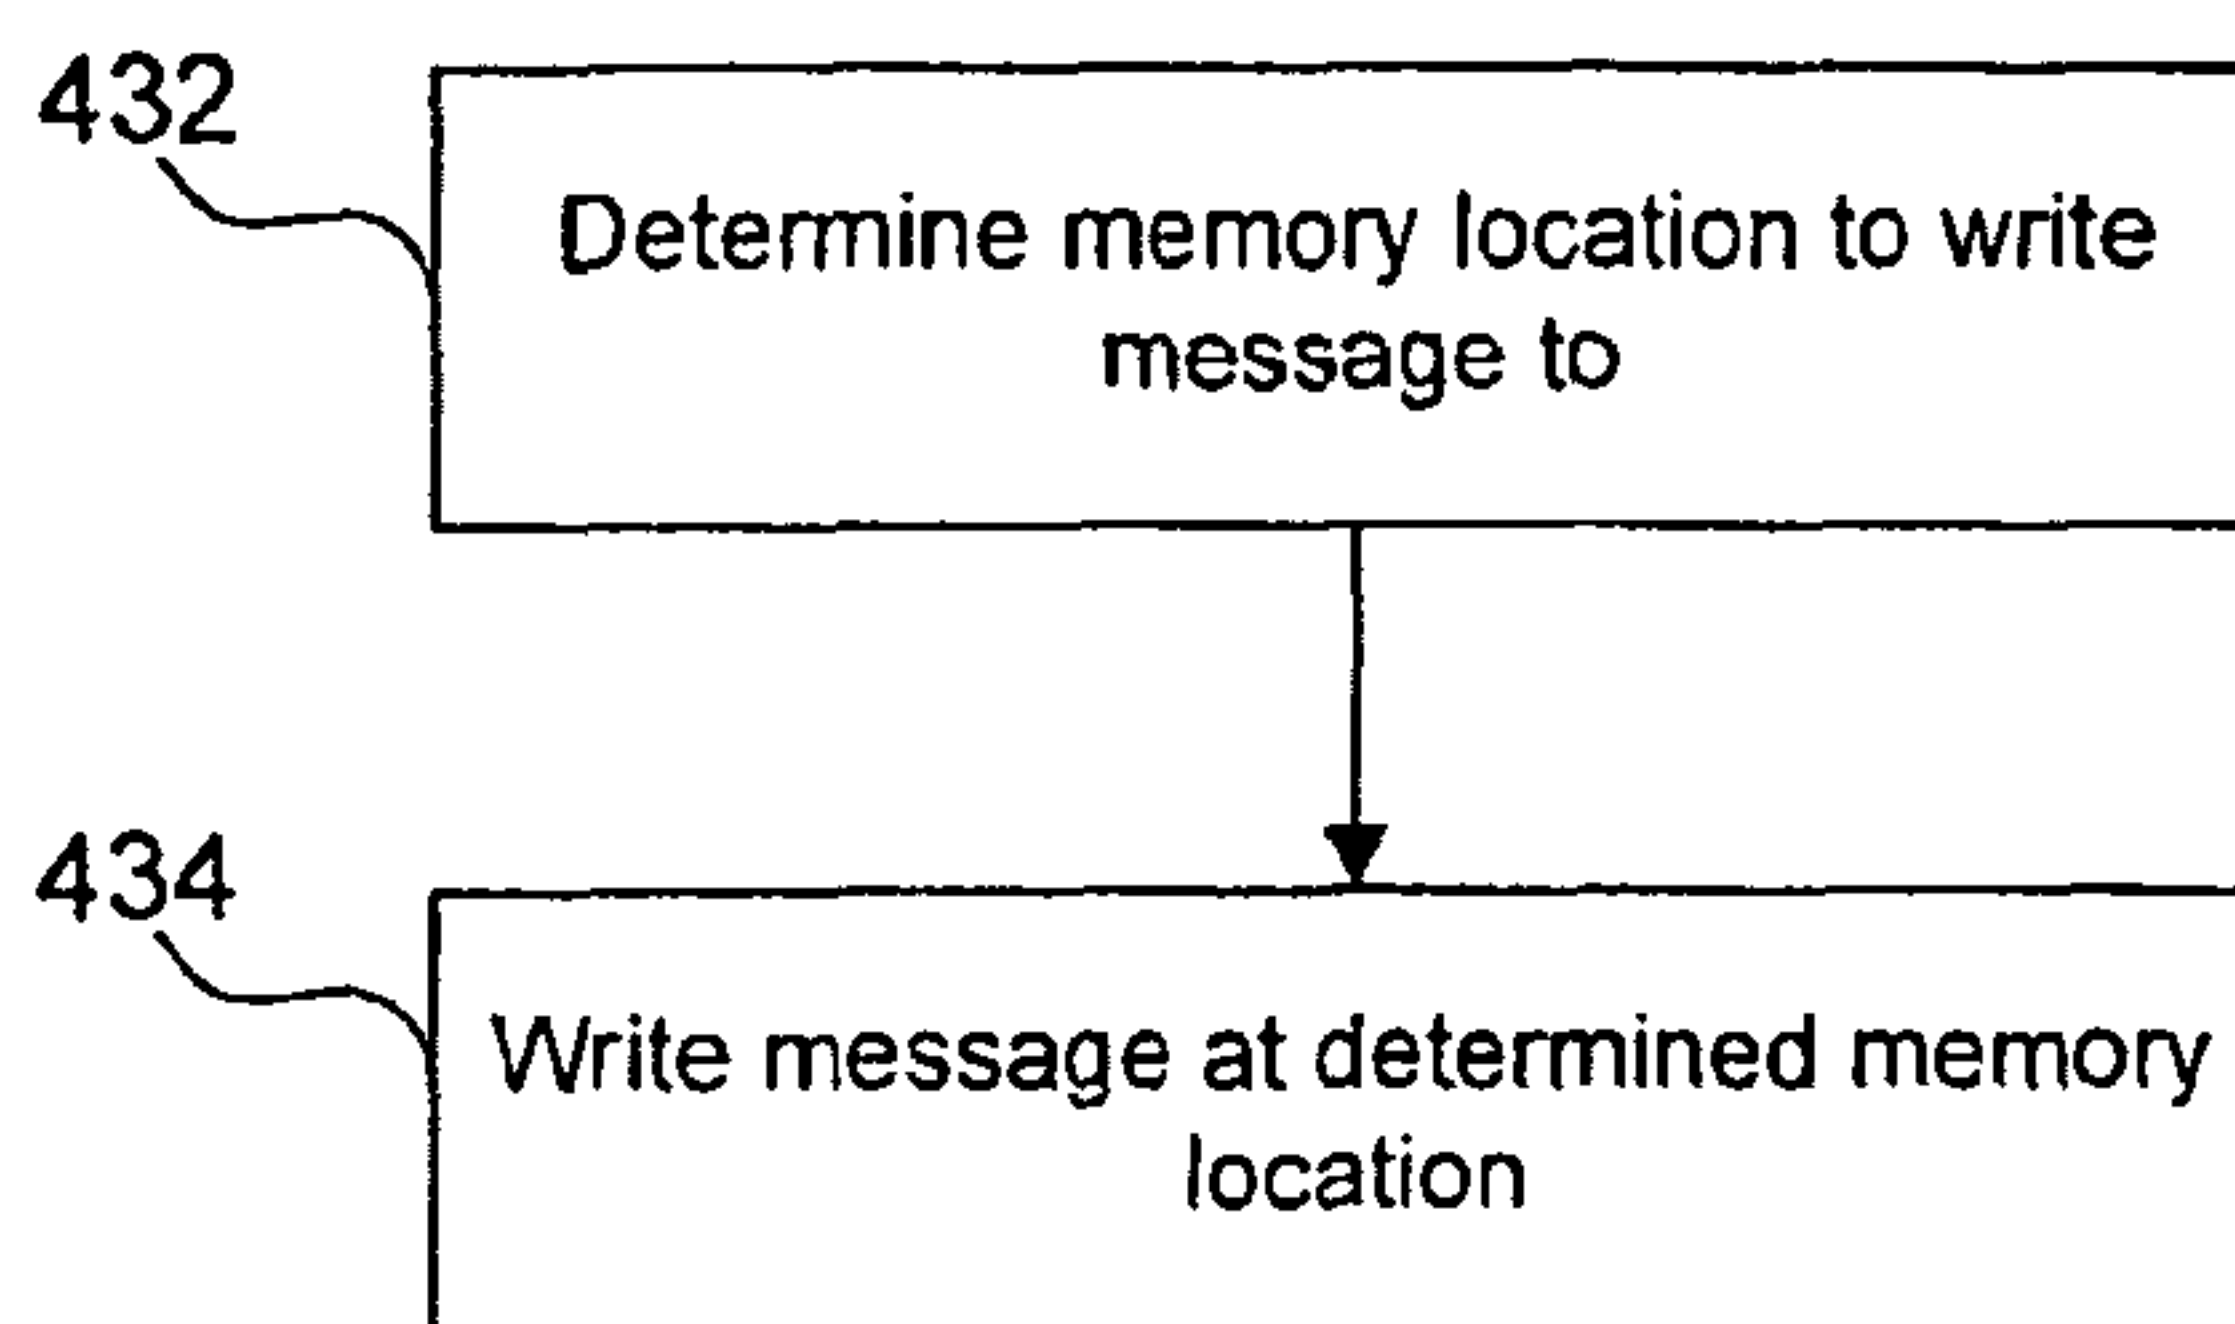 432
Determine memory location to write
message to
434
Write message at determined memory
location